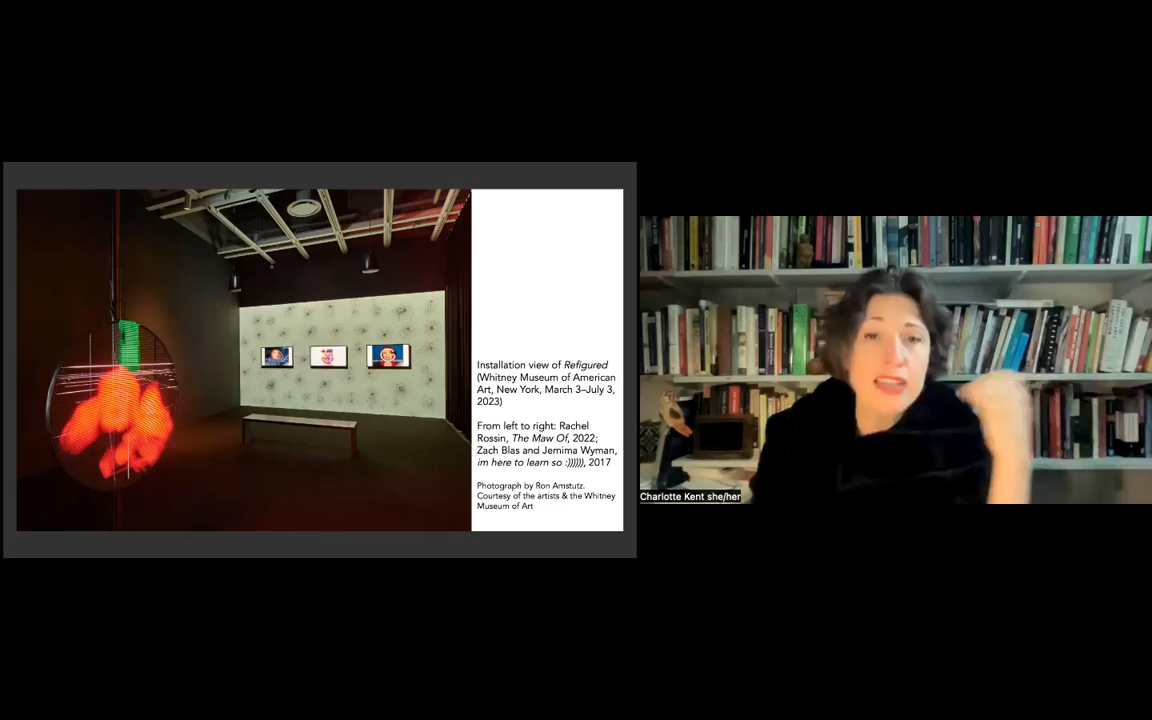 Installation view of Refigured
(Whitney Museum of American
Art, New York, March 3–July 3,
2023)
From left to right: Rachel
Rossin, The Maw Of, 2022;
Zach Blas and Jemima Wyman,
im here to learn so :)))))), 2017
Photograph by Ron Amstutz.
Courtesy of the artists & the Whitney
Museum of Art
Charlotte Kent she/her